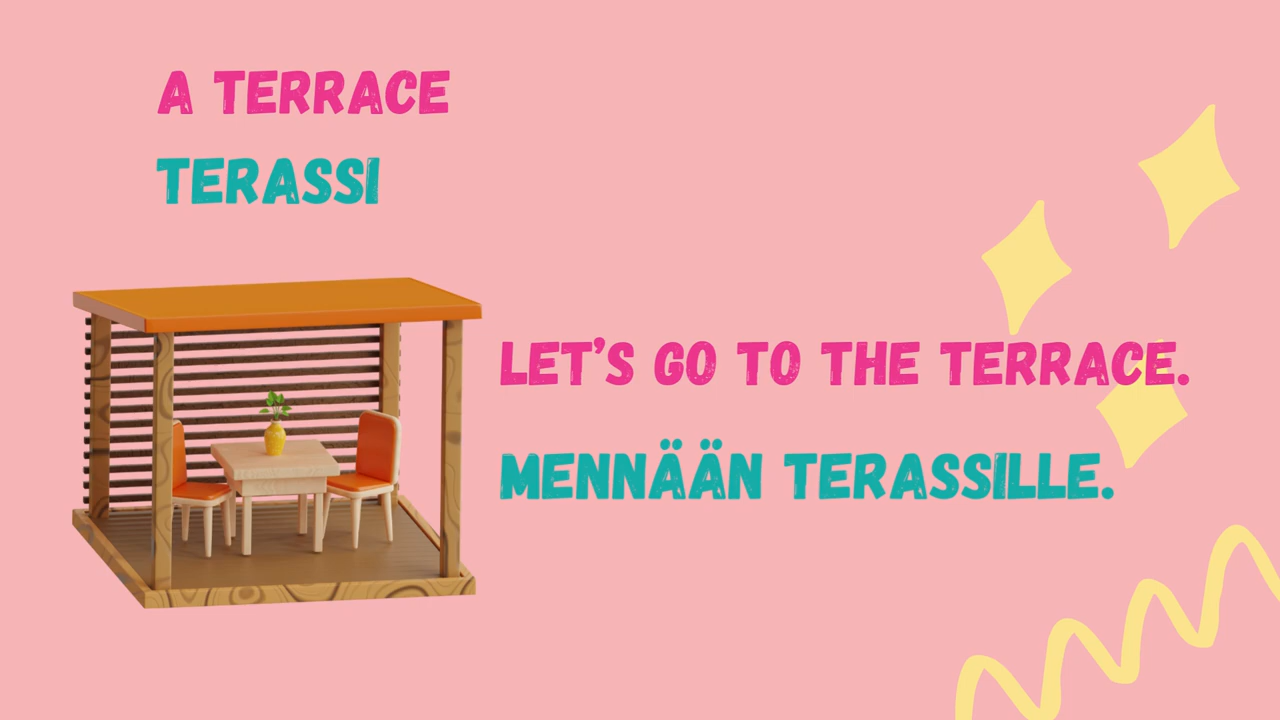 A TERRACE
TERASSI
LET'S GO TO THE TERRACE.
MENNÄÄN TERASSILLE.